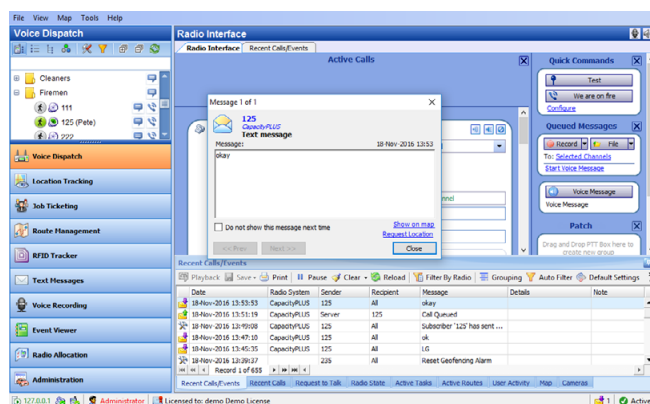 File View Map Tools Help
Voice Dispatch
Radio Interface
Radio Interface Recent Calls/Events
Active Calls
Cleaners
Firemen
111
125 (Pete)
222
Voice Dispatch
Location Tracking
Job Ticketing
Route Management
RFID Tracker
Text Messages
Voice Recording
Event Viewer
Radio Allocation
Administration
Message 1 of 1
125
CapacityPLUS
Text message
Message: 18-Nov-2016 13:53
okay
Do not show this message next time
Show on map
Request Location
<< Prev Next >> Close
Quick Commands
Test
We are on fire
Configure
Queued Messages
Record File
To: Selected Channels
Start Voice Message
Voice Message
Voice Message
Patch
Drag and Drop PTT Box here to
create new group
Recent Calls/Events
Playback Save Print Pause Clear Reload Filter By Radio Grouping Auto Filter Default Settings
Date Radio System Sender Recipient Message Details Note
18-Nov-2016 13:53:53 CapacityPLUS 125 All okay
18-Nov-2016 13:51:19 CapacityPLUS Server 125 Call Queued
18-Nov-2016 13:49:08 CapacityPLUS 125 All Subscriber '125' has sent ...
18-Nov-2016 13:47:10 CapacityPLUS 125 All ok
18-Nov-2016 13:45:35 CapacityPLUS 125 All LG
18-Nov-2016 13:39:37 CapacityPLUS 235 All Reset Geofencing Alarm
Record 1 of 655
Recent Calls/Events Recent Calls Request to Talk Radio State Active Tasks Active Routes User Activity Map Cameras
127.0.0.1 Administrator Licensed to: demo Demo License 1 Active